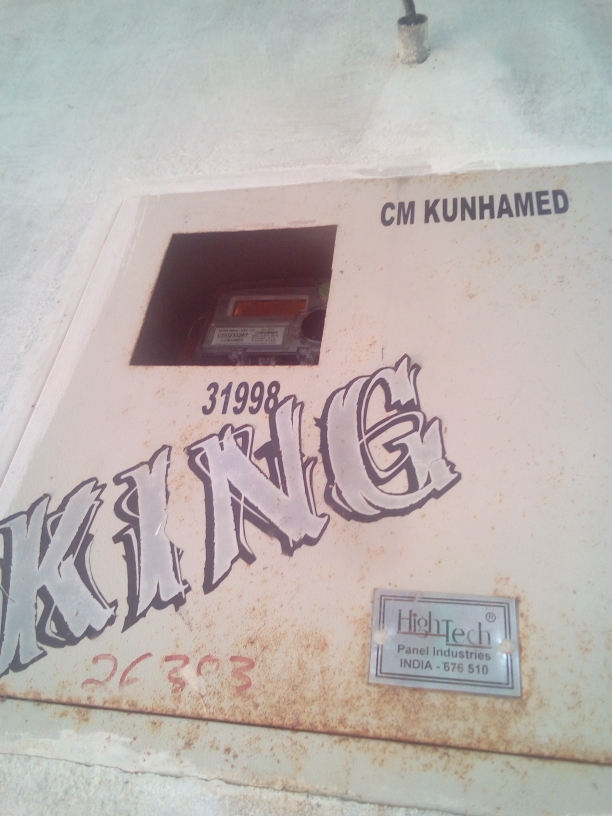 CM KUNHAMED
31998
KING
HighTech®
Panel Industries
INDIA - 676 510